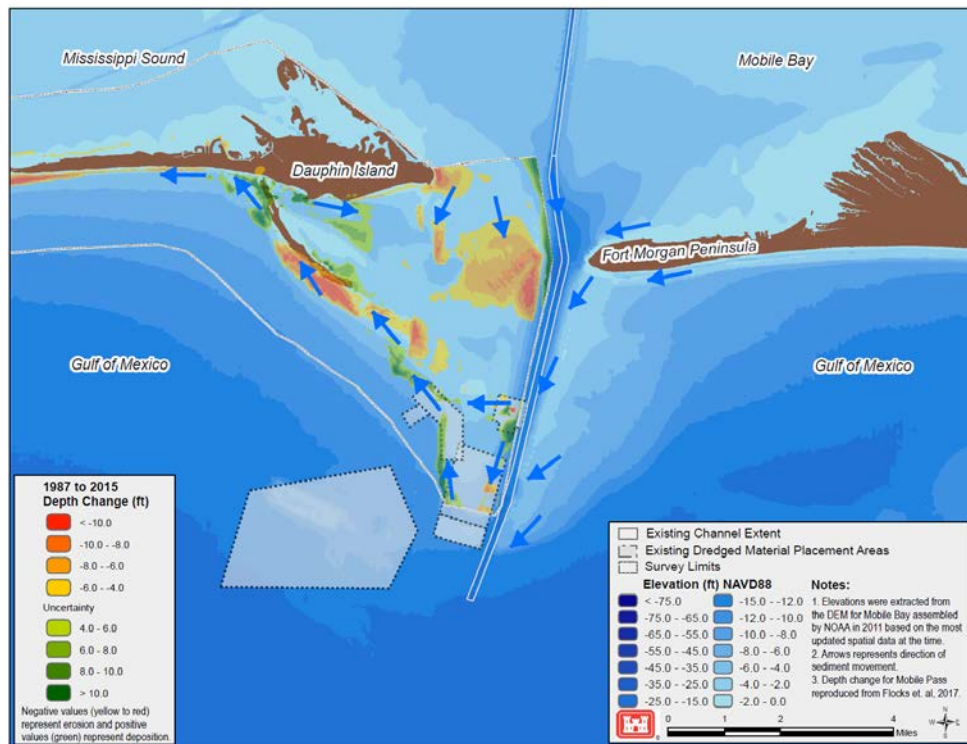 Mississippi Sound
Mobile Bay
Dauphin Island
Fort Morgan Peninsula
Gulf of Mexico
Gulf of Mexico
1987 to 2015
Depth Change (ft)
< -10.0
-10.0 - -8.0
-8.0 - -6.0
-6.0 - -4.0
Uncertainty
4.0 - 6.0
6.0 - 8.0
8.0 - 10.0
> 10.0
Negative values (yellow to red)
represent erosion and positive
values (green) represent deposition.
Existing Channel Extent
Existing Dredged Material Placement Areas
Survey Limits
Elevation (ft) NAVD88
< -75.0
-75.0 - -65.0
-65.0 - -55.0
-55.0 - -45.0
-45.0 - -35.0
-35.0 - -25.0
-25.0 - -15.0
-15.0 - -12.0
-12.0 - -10.0
-10.0 - -8.0
-8.0 - -6.0
-6.0 - -4.0
-4.0 - -2.0
-2.0 - 0.0
Notes:
1. Elevations were extracted from
the DEM for Mobile Bay assembled
by NOAA in 2011 based on the most
updated spatial data at the time.
2. Arrows represents direction of
sediment movement.
3. Depth change for Mobile Pass
reproduced from Flocks et. al, 2017.
0 1 2 4
Miles
N
W E
S